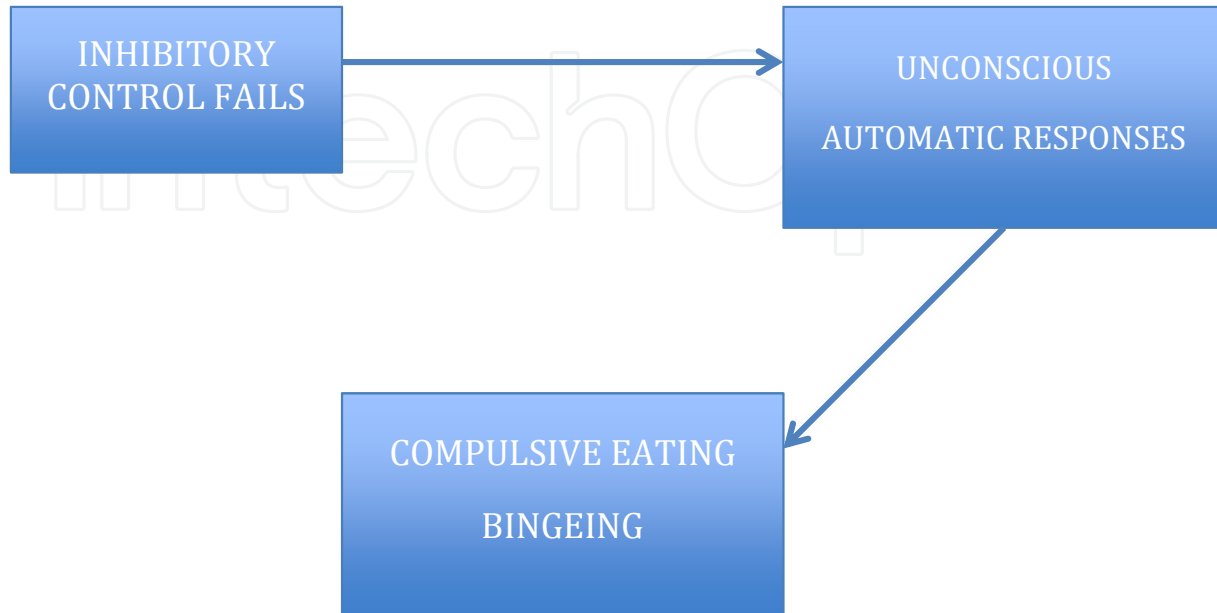 INHIBITORY
CONTROL FAILS
UNCONSCIOUS
AUTOMATIC RESPONSES
COMPULSIVE EATING
BINGEING